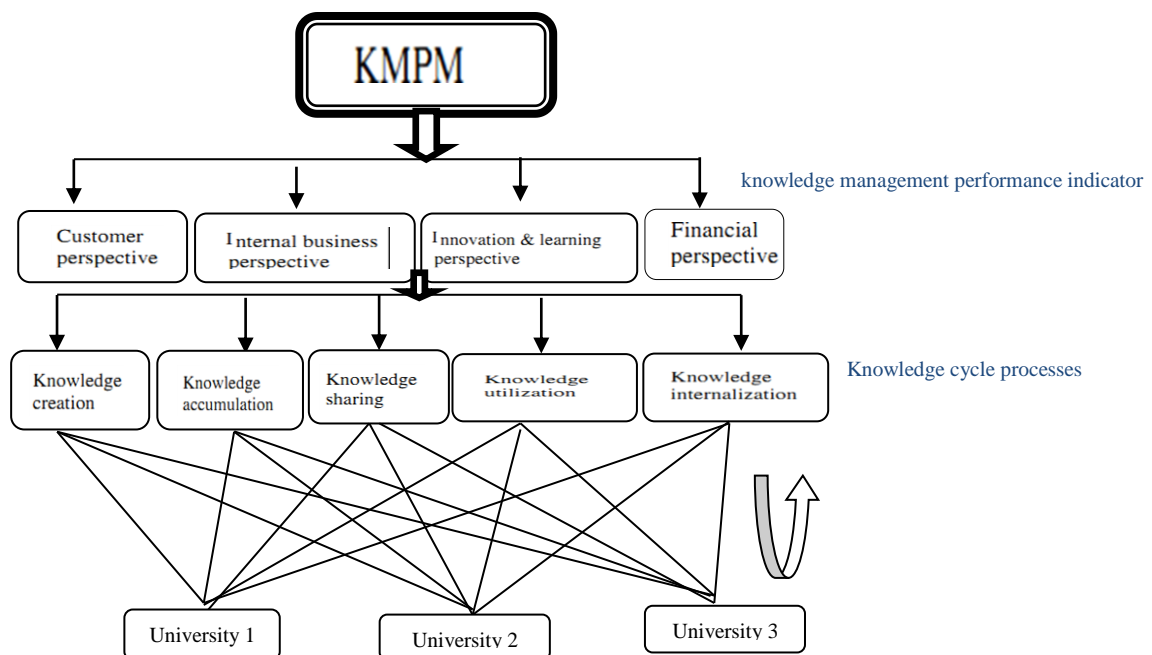 KMPM
knowledge management performance indicator
Customer
perspective
Internal business
perspective
Innovation & learning
perspective
Financial
perspective
Knowledge
creation
Knowledge
accumulation
Knowledge
sharing
Knowledge
utilization
Knowledge
internalization
Knowledge cycle processes
University 1
University 2
University 3